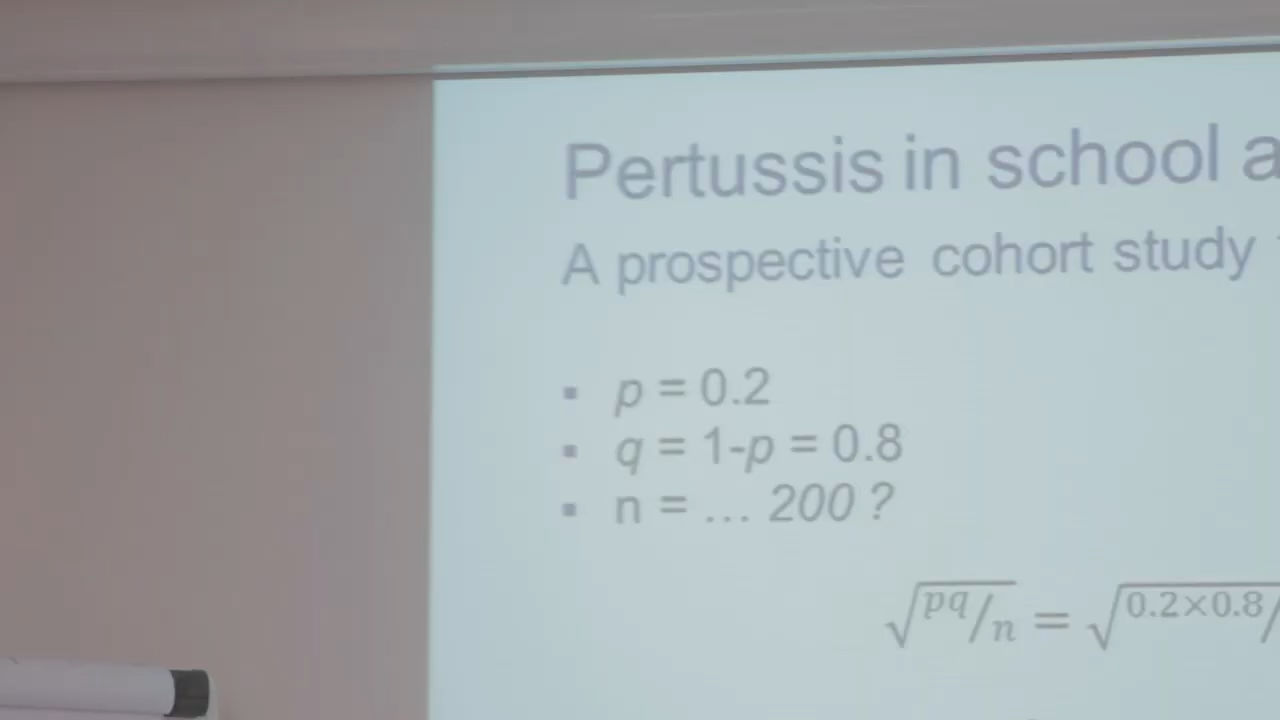 Pertussis in school a
A prospective cohort study
▪ p = 0.2
▪ q = 1-p = 0.8
▪ n = ... 200 ?
√pq/n = √0.2×0.8/